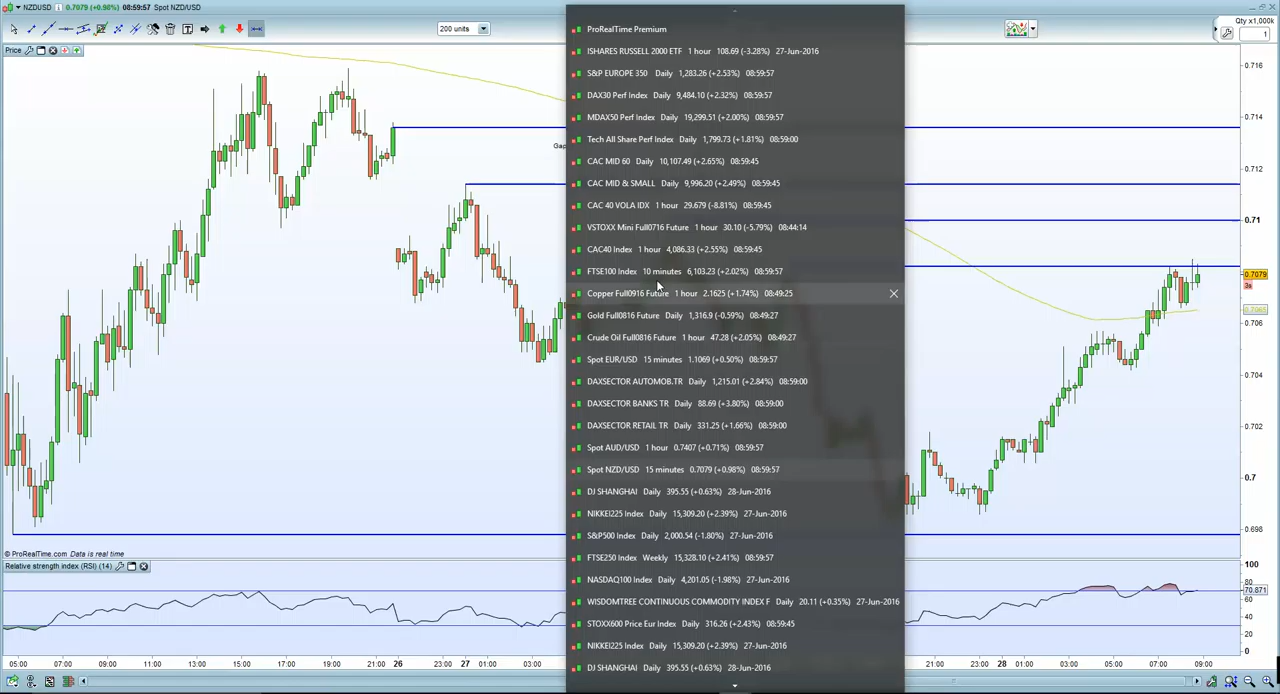 NZDUSD 0.7079 (+0.98%) 08:59:57 Spot NZD/USD
200 units
Qty x1,000k
1
Price
ProRealTime Premium
ISHARES RUSSELL 2000 ETF 1 hour 108.69 (-3.28%) 27-Jun-2016
S&P EUROPE 350 Daily 1,283.26 (+2.53%) 08:59:57
DAX30 Perf Index Daily 9,484.10 (+2.32%) 08:59:57
MDAX50 Perf Index Daily 19,299.51 (+2.00%) 08:59:57
Tech All Share Perf Index Daily 1,799.73 (+1.81%) 08:59:00
CAC MID 60 Daily 10,107.49 (+2.65%) 08:59:45
CAC MID & SMALL Daily 9,996.20 (+2.49%) 08:59:45
CAC 40 VOLA IDX 1 hour 29.679 (-8.81%) 08:59:45
VSTOXX Mini Full0716 Future 1 hour 30.10 (-5.79%) 08:44:14
CAC40 Index 1 hour 4,086.33 (+2.55%) 08:59:45
FTSE100 Index 10 minutes 6,103.23 (+2.02%) 08:59:57
Copper Full0916 Future 1 hour 2.1625 (+1.74%) 08:49:25
Gold Full0816 Future Daily 1,316.9 (-0.59%) 08:49:27
Crude Oil Full0816 Future 1 hour 47.28 (+2.05%) 08:49:27
Spot EUR/USD 15 minutes 1.1069 (+0.50%) 08:59:57
DAXSECTOR AUTOMOB.TR Daily 1,215.01 (+2.84%) 08:59:00
DAXSECTOR BANKS TR Daily 88.69 (+3.80%) 08:59:00
DAXSECTOR RETAIL TR Daily 331.25 (+1.66%) 08:59:00
Spot AUD/USD 1 hour 0.7407 (+0.71%) 08:59:57
Spot NZD/USD 15 minutes 0.7079 (+0.98%) 08:59:57
DJ SHANGHAI Daily 395.55 (+0.63%) 28-Jun-2016
NIKKEI225 Index Daily 15,309.20 (+2.39%) 27-Jun-2016
S&P500 Index Daily 2,000.54 (-1.80%) 27-Jun-2016
FTSE250 Index Weekly 15,328.10 (+2.41%) 08:59:57
NASDAQ100 Index Daily 4,201.05 (-1.98%) 27-Jun-2016
WISDOMTREE CONTINUOUS COMMODITY INDEX F Daily 20.11 (+0.35%) 27-Jun-2016
STOXX600 Price Eur Index Daily 316.26 (+2.43%) 08:59:45
NIKKEI225 Index Daily 15,309.20 (+2.39%) 27-Jun-2016
DJ SHANGHAI Daily 395.55 (+0.63%) 28-Jun-2016
Gap
0.716
0.714
0.712
0.71
0.7079
3s
0.7065
0.706
0.704
0.702
0.7
0.698
© ProRealTime.com Data is real time
Relative strength index (RSI) (14)
100
80
70.871
60
40
20
0
05:00 07:00 09:00 11:00 13:00 15:00 17:00 19:00 21:00 26 23:00 27 01:00 03:00 21:00 23:00 28 01:00 03:00 05:00 07:00 09:00